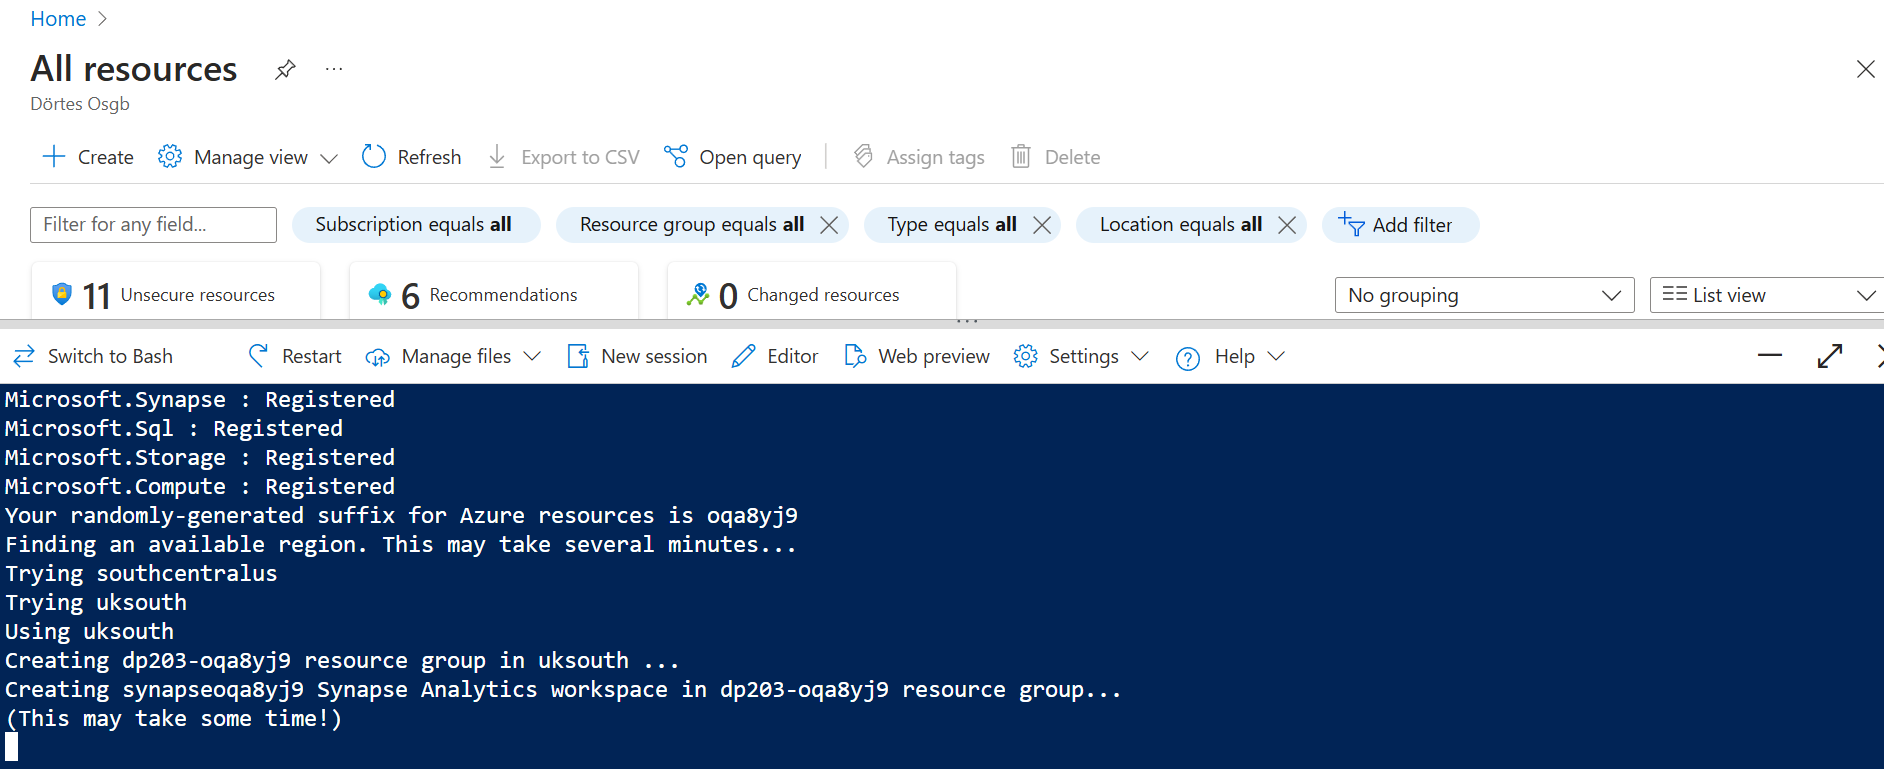 Home
All resources
Dörtes Osgb
Create Manage view Refresh Export to CSV Open query Assign tags Delete
Filter for any field... Subscription equals all Resource group equals all Type equals all Location equals all Add filter
11 Unsecure resources 6 Recommendations 0 Changed resources No grouping List view
Switch to Bash Restart Manage files New session Editor Web preview Settings Help
Microsoft.Synapse : Registered
Microsoft.Sql : Registered
Microsoft.Storage : Registered
Microsoft.Compute : Registered
Your randomly-generated suffix for Azure resources is oqa8yj9
Finding an available region. This may take several minutes...
Trying southcentralus
Trying uksouth
Using uksouth
Creating dp203-oqa8yj9 resource group in uksouth ...
Creating synapseoqa8yj9 Synapse Analytics workspace in dp203-oqa8yj9 resource group...
(This may take some time!)